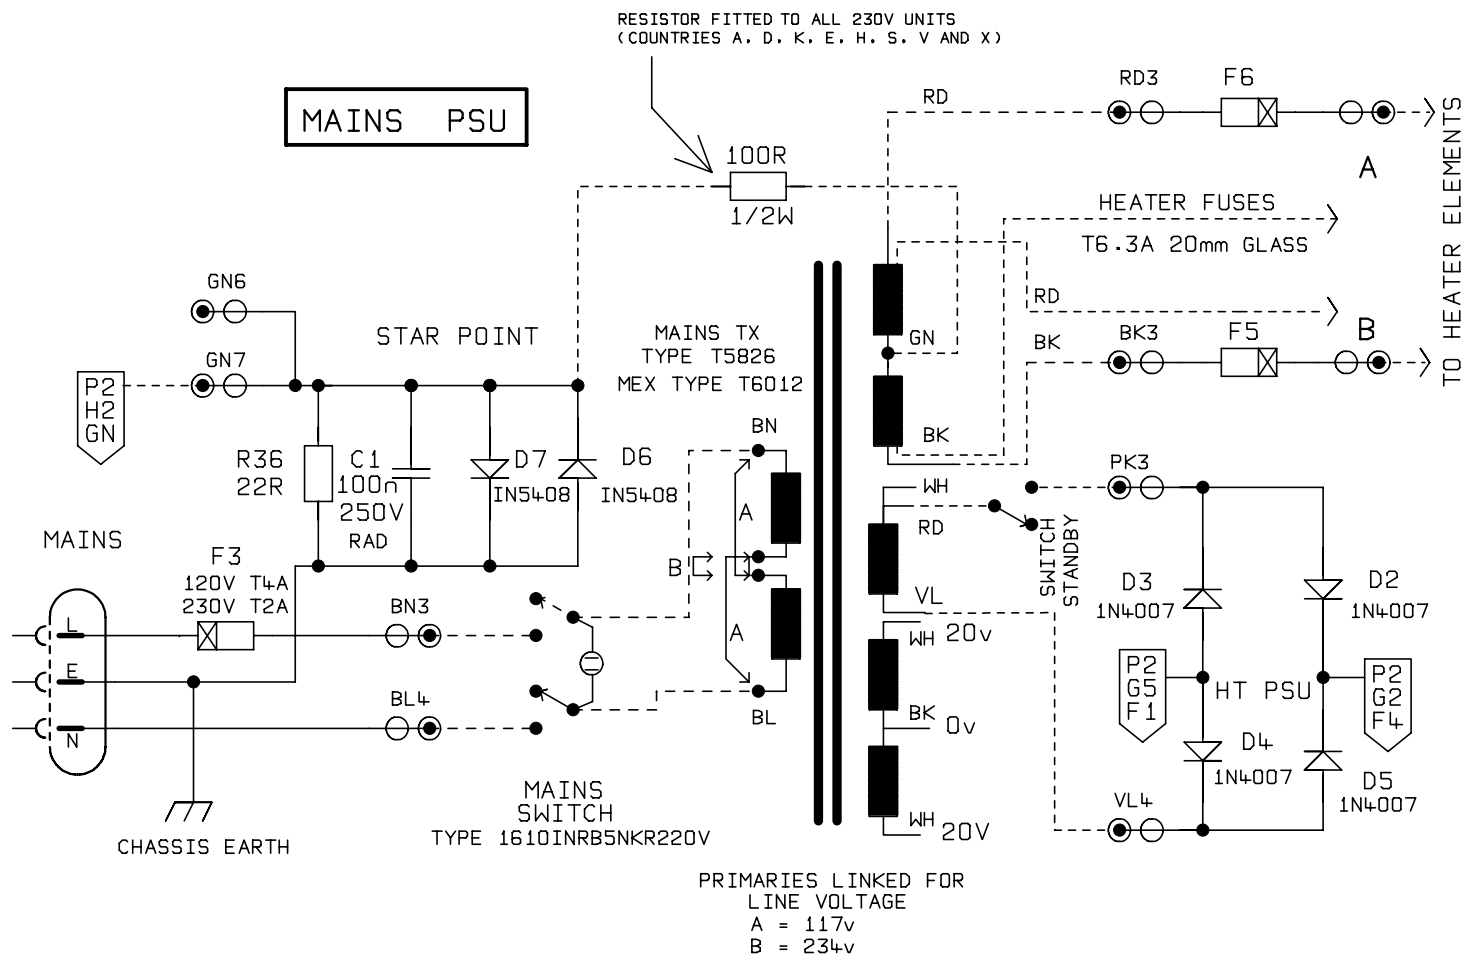 RESISTOR FITTED TO ALL 230V UNITS
(COUNTRIES A. D. K. E. H. S. V AND X)
MAINS PSU
100R
1/2W
RD
RD3
F6
A
HEATER FUSES
T6.3A 20mm GLASS
RD
BK
BK3
F5
B
TO HEATER ELEMENTS
GN6
GN7
STAR POINT
P2
H2
GN
R36
22R
C1
100n
250V
RAD
D7
IN5408
D6
IN5408
MAINS TX
TYPE T5826
MEX TYPE T6012
GN
BK
BN
A
B
A
BL
WH
RD
VL
20v
WH
BK
0v
WH
20V
SWITCH
STANDBY
PK3
D3
1N4007
D2
1N4007
P2
G5
F1
HT PSU
P2
G2
F4
D4
1N4007
D5
1N4007
VL4
MAINS
F3
120V T4A
230V T2A
L
E
N
BN3
BL4
CHASSIS EARTH
MAINS
SWITCH
TYPE 1610INRB5NKR220V
PRIMARIES LINKED FOR
LINE VOLTAGE
A = 117v
B = 234v